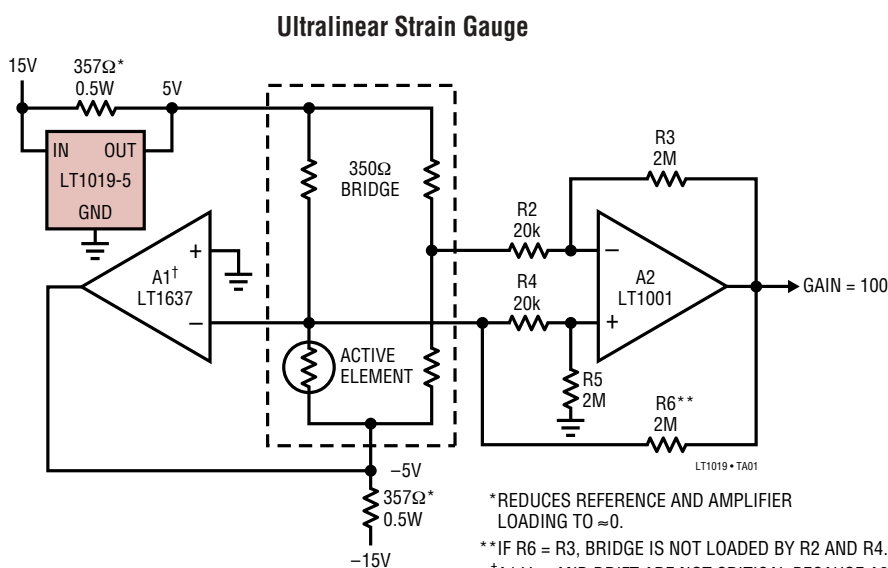 Ultralinear Strain Gauge
15V
357Ω*
0.5W
5V
IN OUT
LT1019-5
GND
350Ω
BRIDGE
R3
2M
R2
20k
A1†
LT1637
+
−
R4
20k
−
+
A2
LT1001
GAIN = 100
ACTIVE
ELEMENT
R5
2M
R6**
2M
LT1019 • TA01
−5V
357Ω*
0.5W
−15V
*REDUCES REFERENCE AND AMPLIFIER
LOADING TO ≈0.
**IF R6 = R3, BRIDGE IS NOT LOADED BY R2 AND R4.